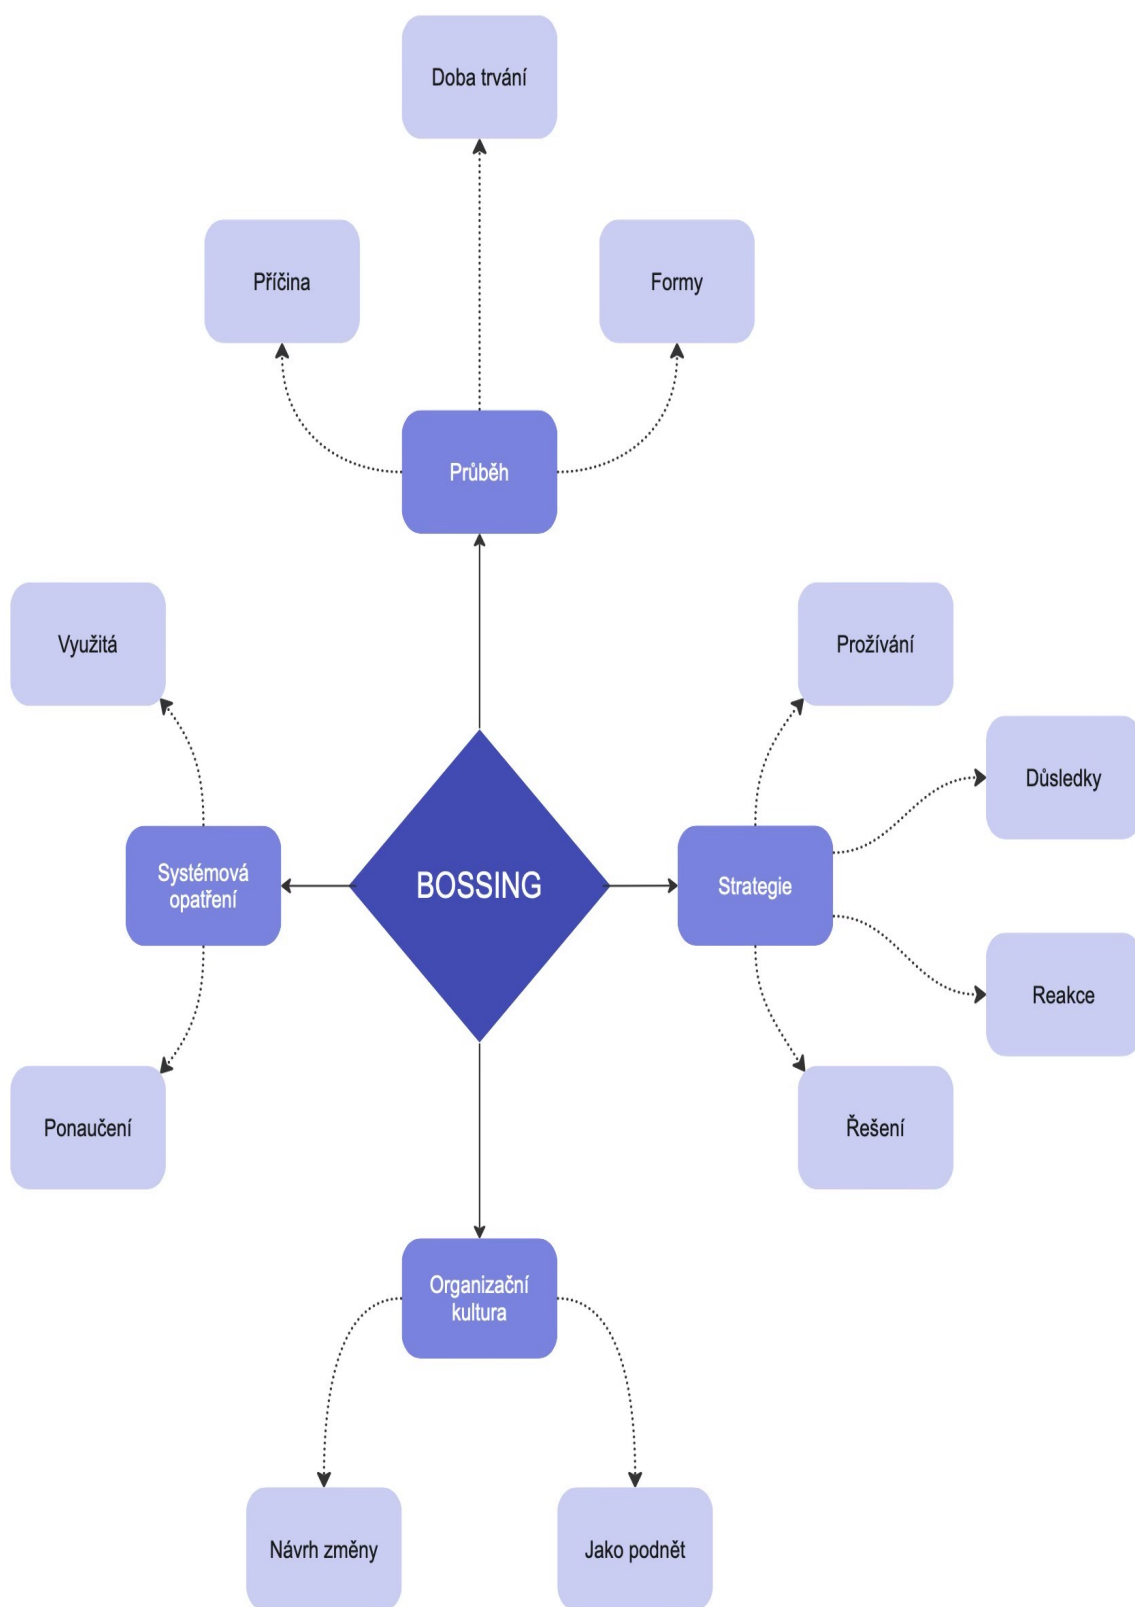 Doba trvání
Příčina
Formy
Průběh
Využitá
Prožívání
Důsledky
Systémová
opatření
BOSSING
Strategie
Reakce
Ponaučení
Řešení
Organizační
kultura
Návrh změny
Jako podnět